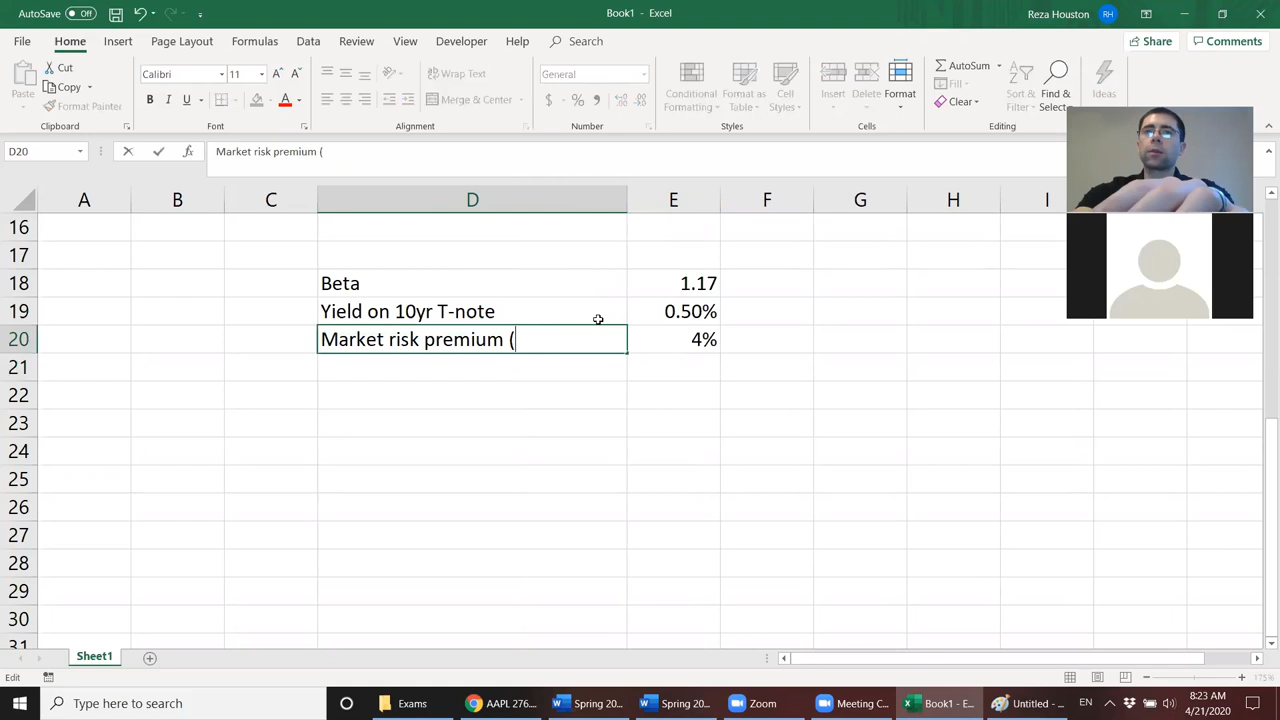 AutoSave Off
Book1 - Excel
Reza Houston RH
File Home Insert Page Layout Formulas Data Review View Developer Help Search
Share Comments
Paste
Cut
Copy
Format Painter
Clipboard
Calibri 11
B I U
Font
Wrap Text
Merge & Center
Alignment
General
$ % ,
Number
Conditional Formatting
Format as Table
Cell Styles
Styles
Insert Delete Format
Cells
AutoSum
Fill
Clear
Sort & Filter
Find & Select
Editing
Ideas
D20 fx Market risk premium (
A B C D E F G H I
16
17
18 Beta 1.17
19 Yield on 10yr T-note 0.50%
20 Market risk premium ( 4%
21
22
23
24
25
26
27
28
29
30
31
Sheet1
Edit 175%
Type here to search Exams AAPL 276.... Spring 20... Spring 20... Zoom Meeting C... Book1 - E... Untitled - ... EN 8:23 AM
4/21/2020